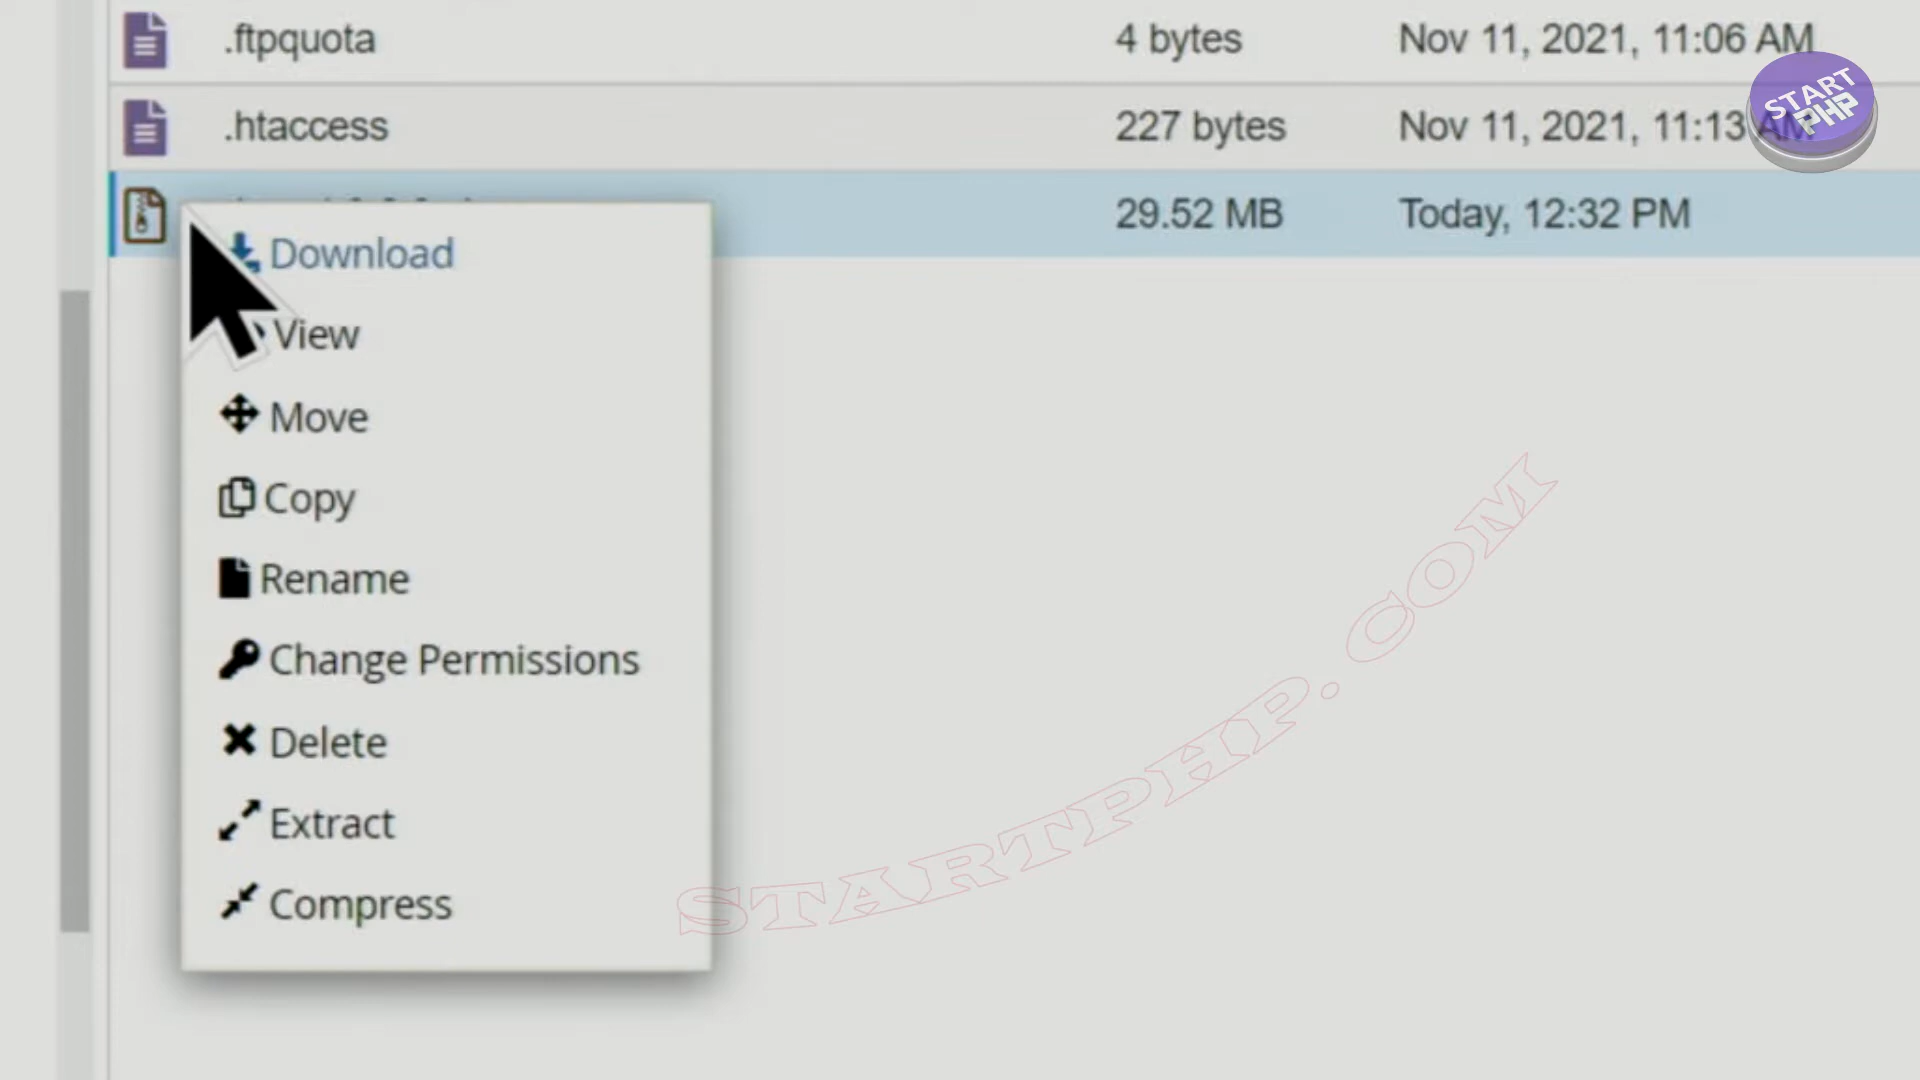 .ftpquota 4 bytes Nov 11, 2021, 11:06 AM
.htaccess 227 bytes Nov 11, 2021, 11:13 AM
START
PHP
29.52 MB Today, 12:32 PM
Download
View
Move
Copy
Rename
Change Permissions
Delete
Extract
Compress
STARTPHP.COM